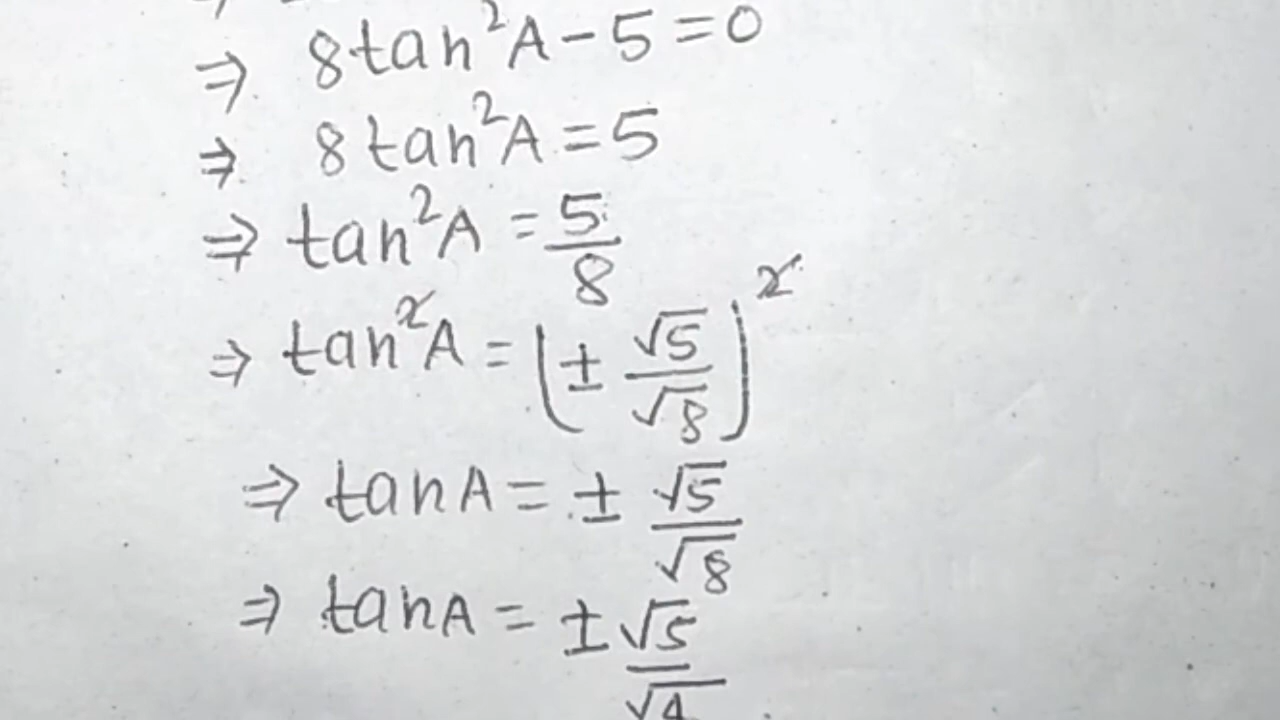 ⇒ 8tan²A - 5 = 0
⇒ 8tan²A = 5
⇒ tan²A = 5/8
⇒ tan²A = (± √5/√8)²
⇒ tanA = ± √5/√8
⇒ tanA = ± √5/√4